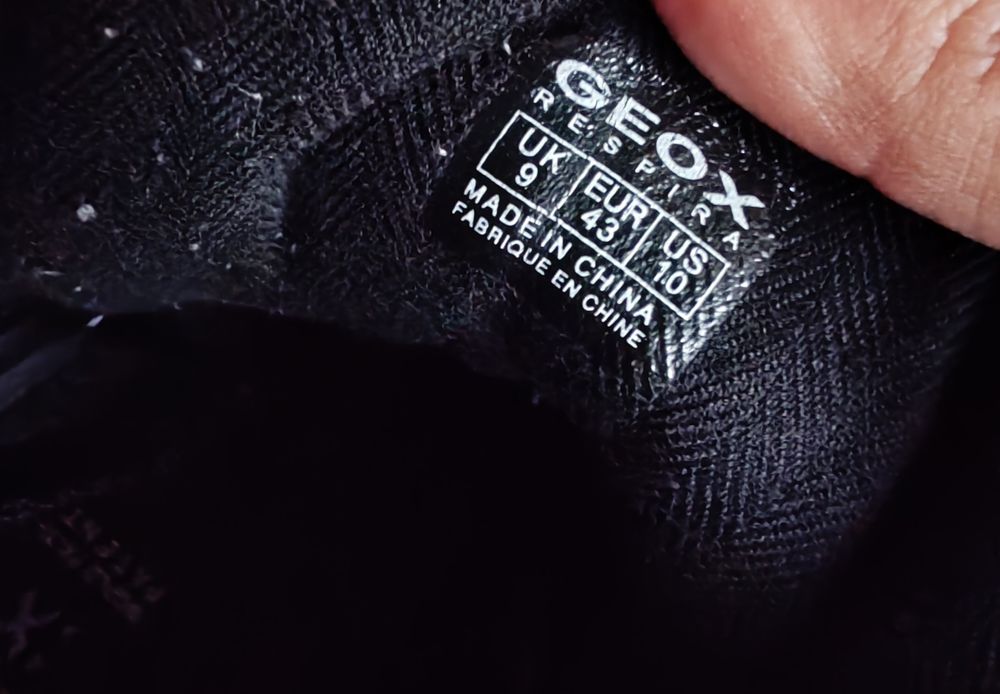 GEOX
RESPIRA
UK EUR US
9 43 10
MADE IN CHINA
FABRIQUE EN CHINE